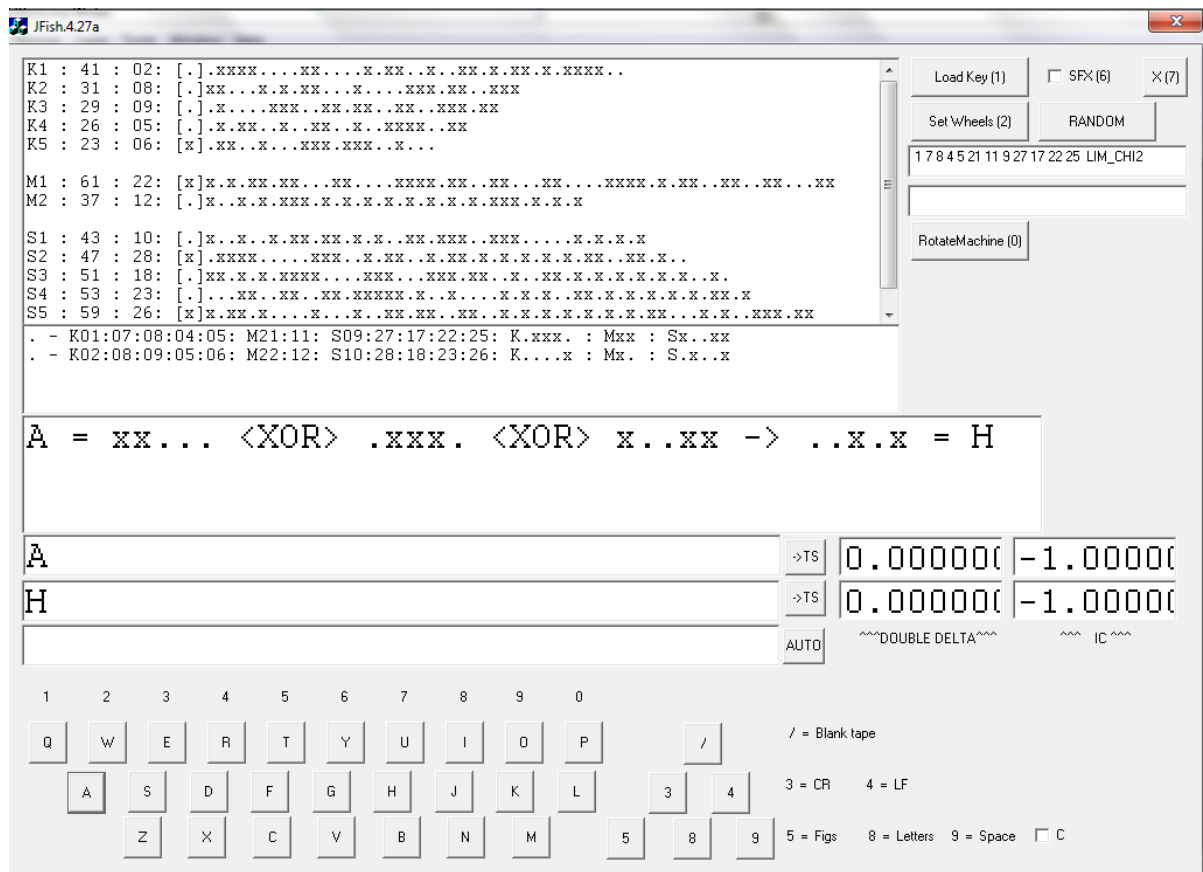 JFish.4.27a
K1 : 41 : 02: [.].xxxx....xx....x.xx..x..xx.x.xx.x.xxxx..
K2 : 31 : 08: [.]xx...x.x.xx....x....xxx.xx..xxx
K3 : 29 : 09: [.].x....xxx..xx.xx..xxx.xx
K4 : 26 : 05: [.].x.xx..x..xx..x..xxxx..xx
K5 : 23 : 06: [x].xx..x...xxx.xxx..x...
M1 : 61 : 22: [x]x.x.xx.xx...xx....xxxx.xx..xx...xx....xxxx.x.xx..xx..xx...xx
M2 : 37 : 12: [.]x..x.x.xxx.x.x.x.x.x.x.x.xxx.x.x.x
S1 : 43 : 10: [.]x..x..x.xx.xx.x.x..xx.xxx..xxx.....x.x.x.x
S2 : 47 : 28: [x].xxxx....xxx...x.xx..x..x.x.x.x.x.xx..xx.x..
S3 : 51 : 18: [.]xx.x.xxxx....xxx...xxx.xx..x...xx.x.x.x.x.x.x..x.
S4 : 53 : 23: [.]...xx..xx..xx.xxxxx.x..x....x.x.x..xx.x.x.x.x.x.xx.x
S5 : 59 : 26: [x]x.xx.x....x...x..x...xx.xx...x..x.x.x.x.xx...x.x..xxx.xx
. - K01:07:08:04:05: M21:11: S09:27:17:22:25: K.xxx. : Mxx : Sx..xx
. - K02:08:09:05:06: M22:12: S10:28:18:23:26: K....x : Mx. : S.x..x
Load Key (1) SFX (6) X (7)
Set Wheels (2) RANDOM
1 7 8 4 5 21 11 9 27 17 22 25 LIM_CHI2
RotateMachine (0)
A = xx... <XOR> .xxx. <XOR> x..xx -> ..x.x = H
A ->TS 0.000000 -1.00000
H ->TS 0.000000 -1.00000
AUTO ^^^DOUBLE DELTA^^^ ^^^ IC ^^^
1 2 3 4 5 6 7 8 9 0
Q W E R T Y U I O P / / = Blank tape
A S D F G H J K L 3 4 3 = CR 4 = LF
Z X C V B N M 5 8 9 5 = Figs 8 = Letters 9 = Space C